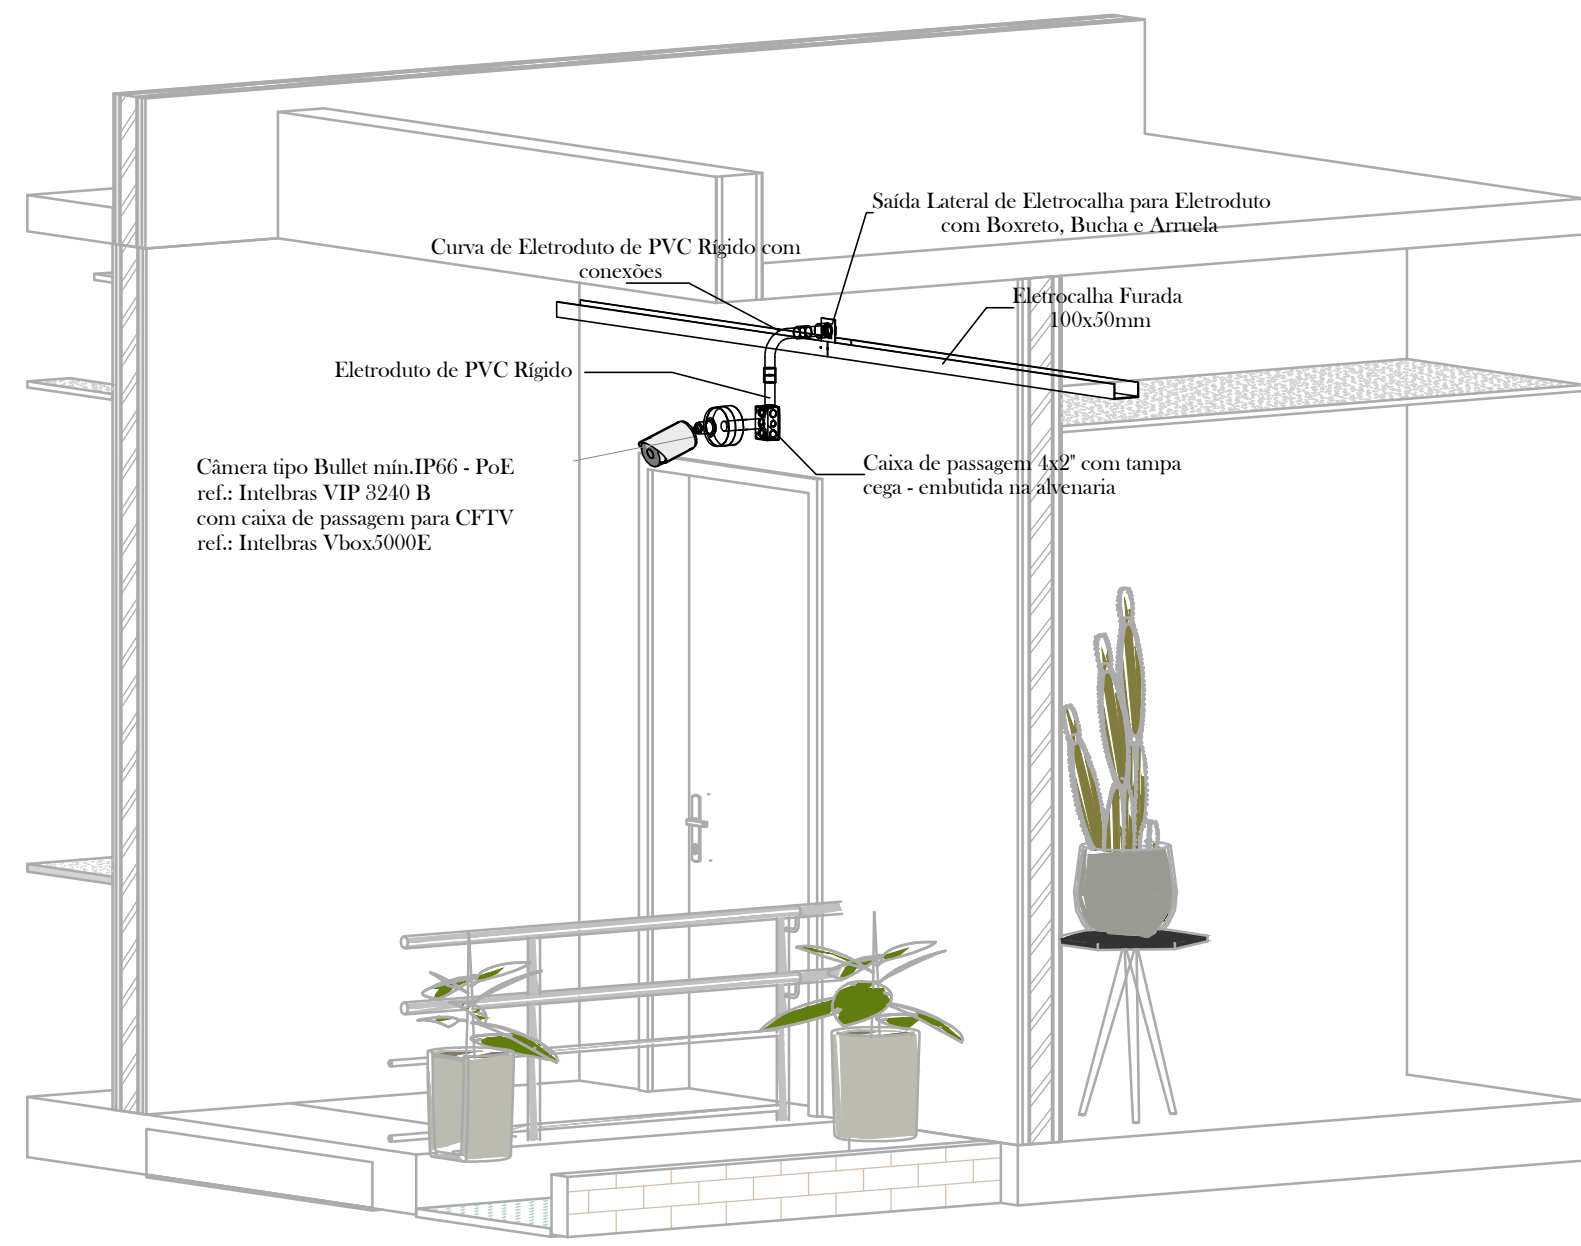 Saída Lateral de Eletrocalha para Eletroduto
com Boxreto, Bucha e Arruela
Curva de Eletroduto de PVC Rígido com
conexões
Eletrocalha Furada
100x50mm
Eletroduto de PVC Rígido
Câmera tipo Bullet mín.IP66 - PoE
ref.: Intelbras VIP 3240 B
com caixa de passagem para CFTV
ref.: Intelbras Vbox5000E
Caixa de passagem 4x2" com tampa
cega - embutida na alvenaria